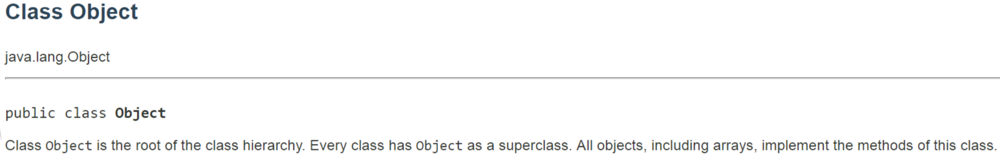 Class Object
java.lang.Object
public class Object
Class Object is the root of the class hierarchy. Every class has Object as a superclass. All objects, including arrays, implement the methods of this class.